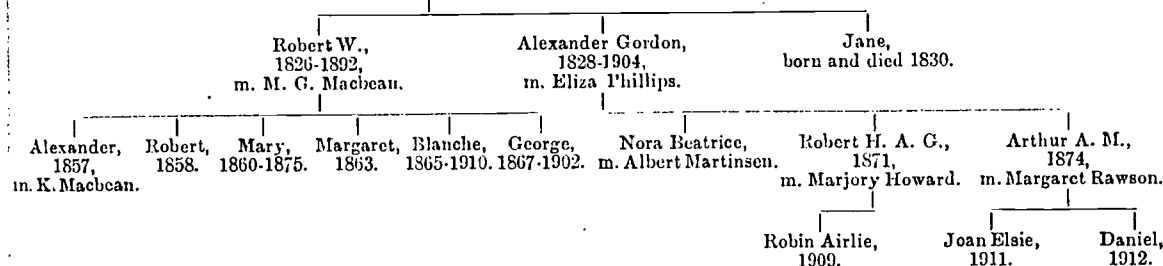 Robert W.,
1826-1892,
m. M. G. Macbean.
Alexander Gordon,
1828-1904,
m. Eliza Phillips.
Jane,
born and died 1830.
Alexander,
1857,
m. K. Macbean.
Robert,
1858.
Mary,
1860-1875.
Margaret,
1863.
Blanche,
1865-1910.
George,
1867-1902.
Nora Beatrice,
m. Albert Martinsen.
Robert H. A. G.,
1871,
m. Marjory Howard.
Arthur A. M.,
1874,
m. Margaret Rawson.
Robin Airlie,
1909.
Joan Elsie,
1911.
Daniel,
1912.